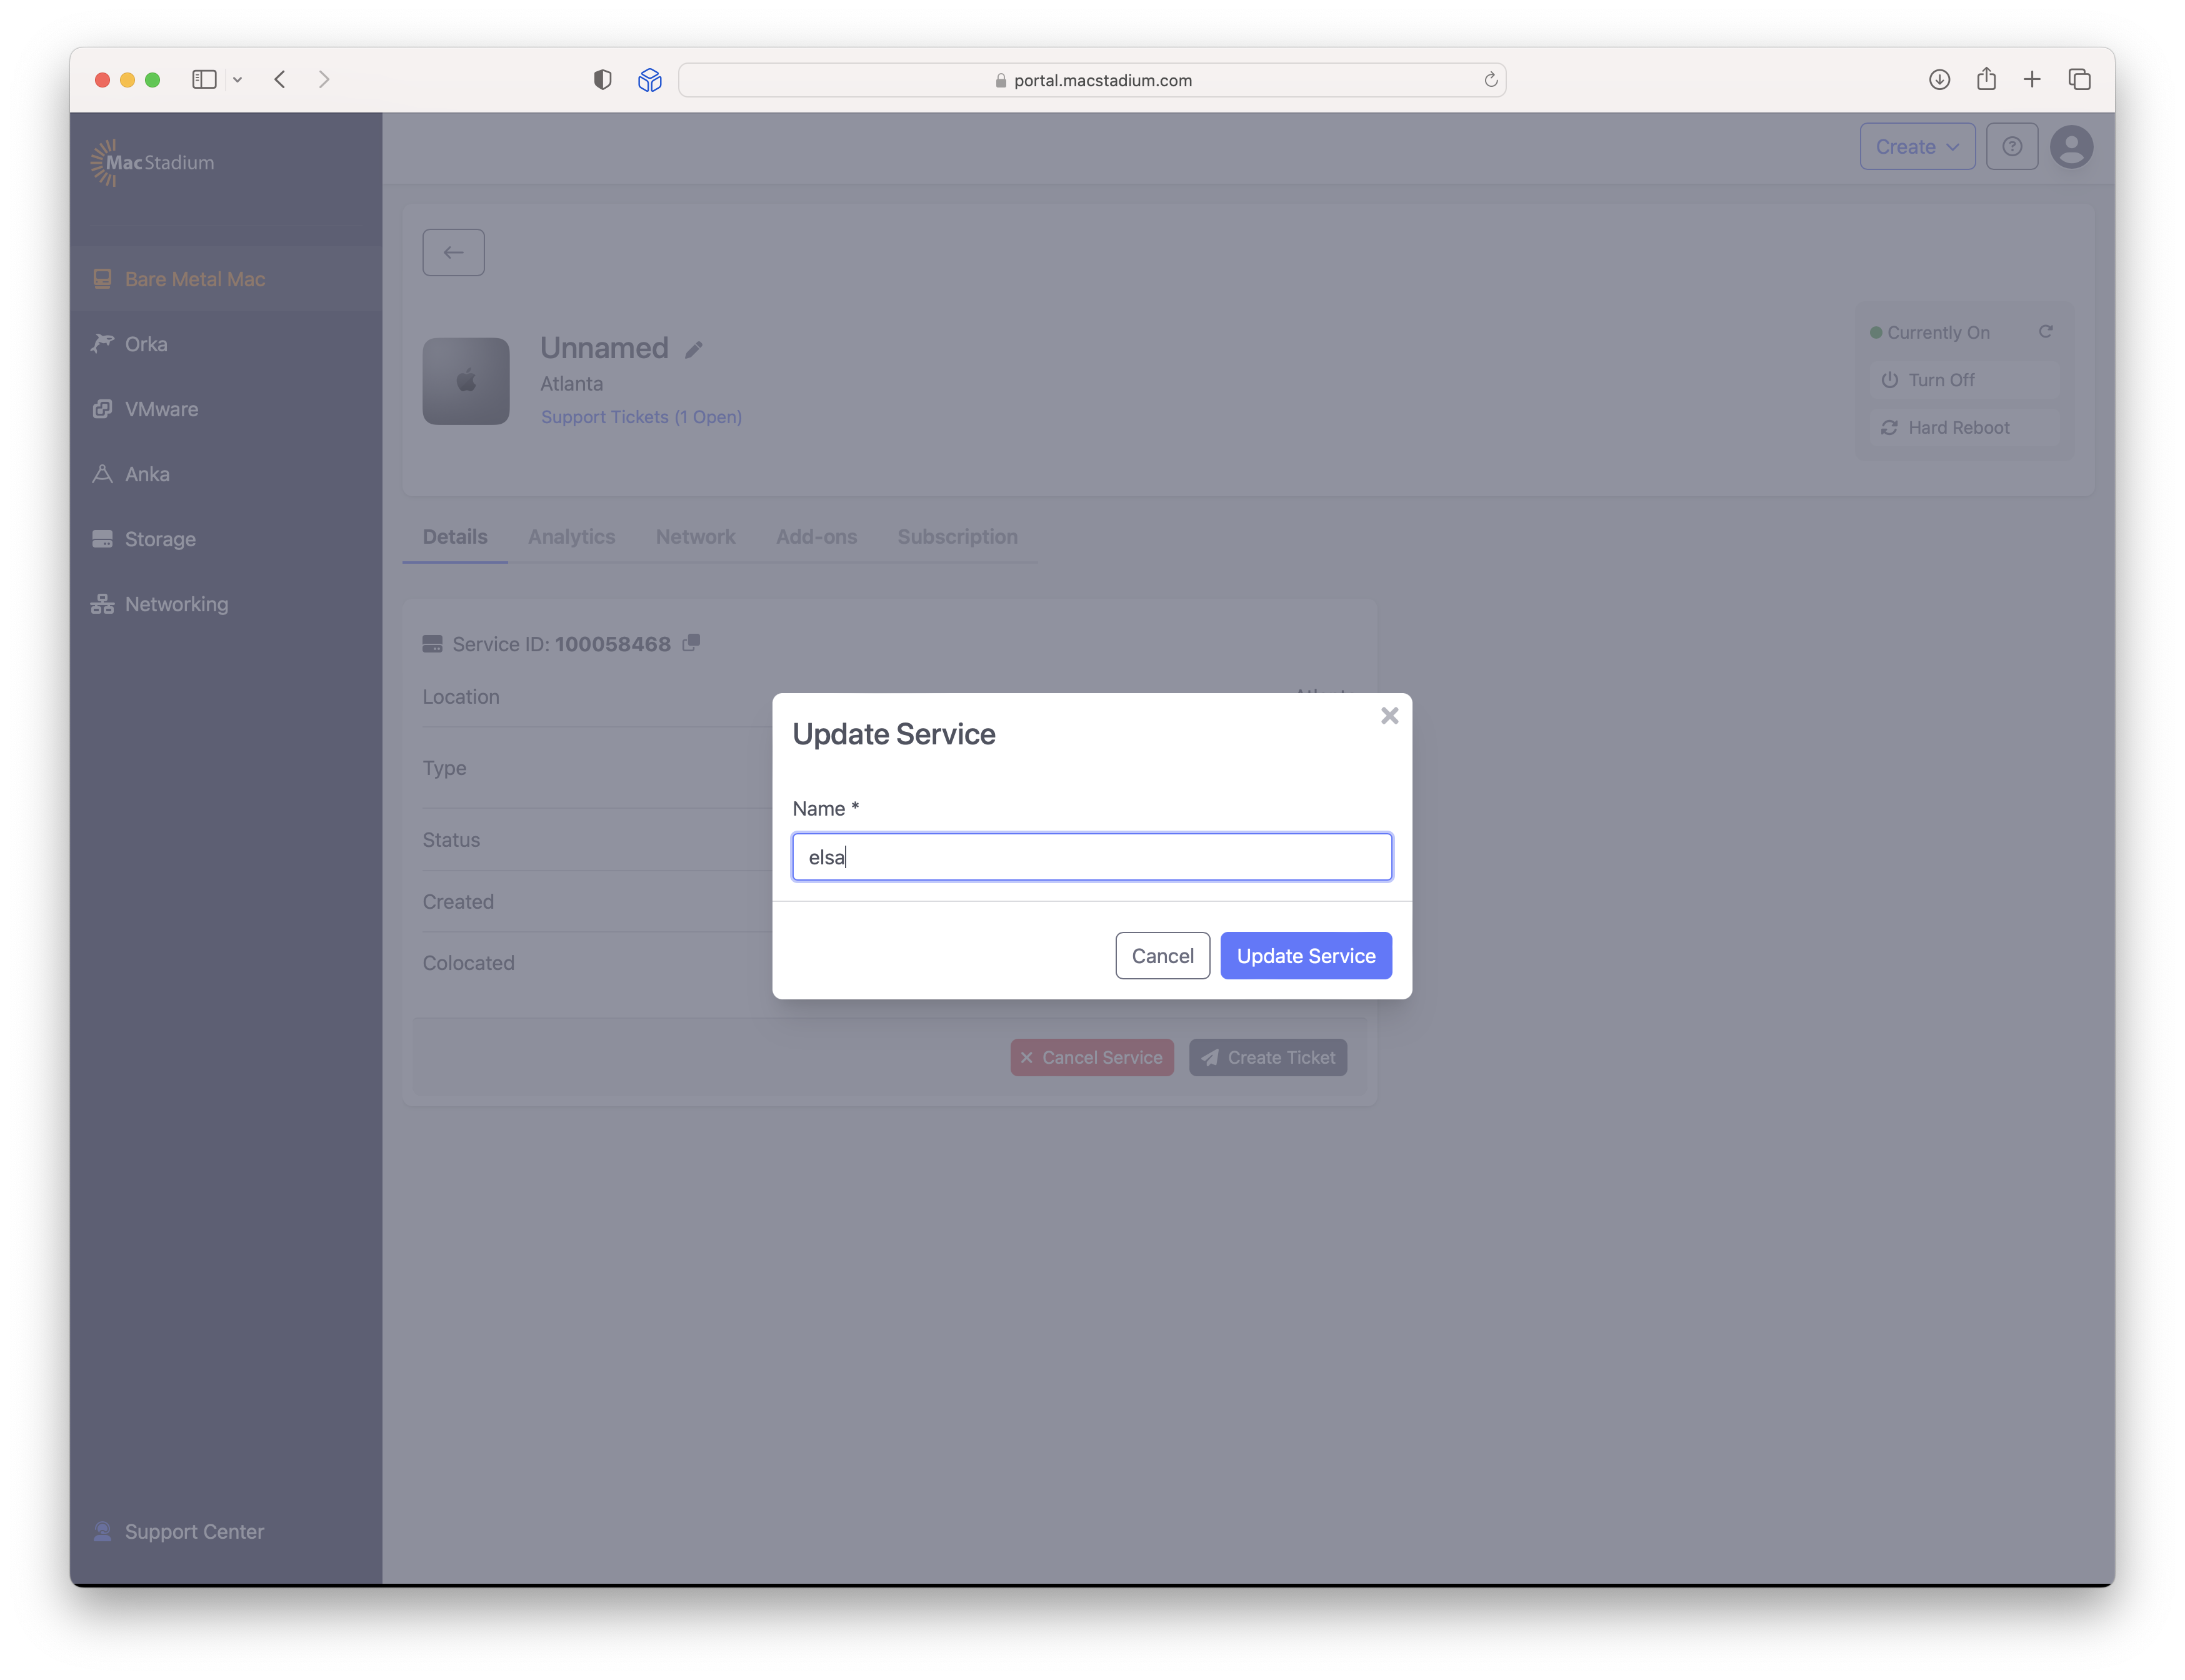 portal.macstadium.com
MacStadium
Create
Bare Metal Mac
Orka
VMware
Anka
Storage
Networking
Support Center
Unnamed
Atlanta
Support Tickets (1 Open)
Currently On
Turn Off
Hard Reboot
Details Analytics Network Add-ons Subscription
Service ID: 100058468
Location
Type
Status
Created
Colocated
Cancel Service Create Ticket
Update Service
Name *
elsa
Cancel Update Service